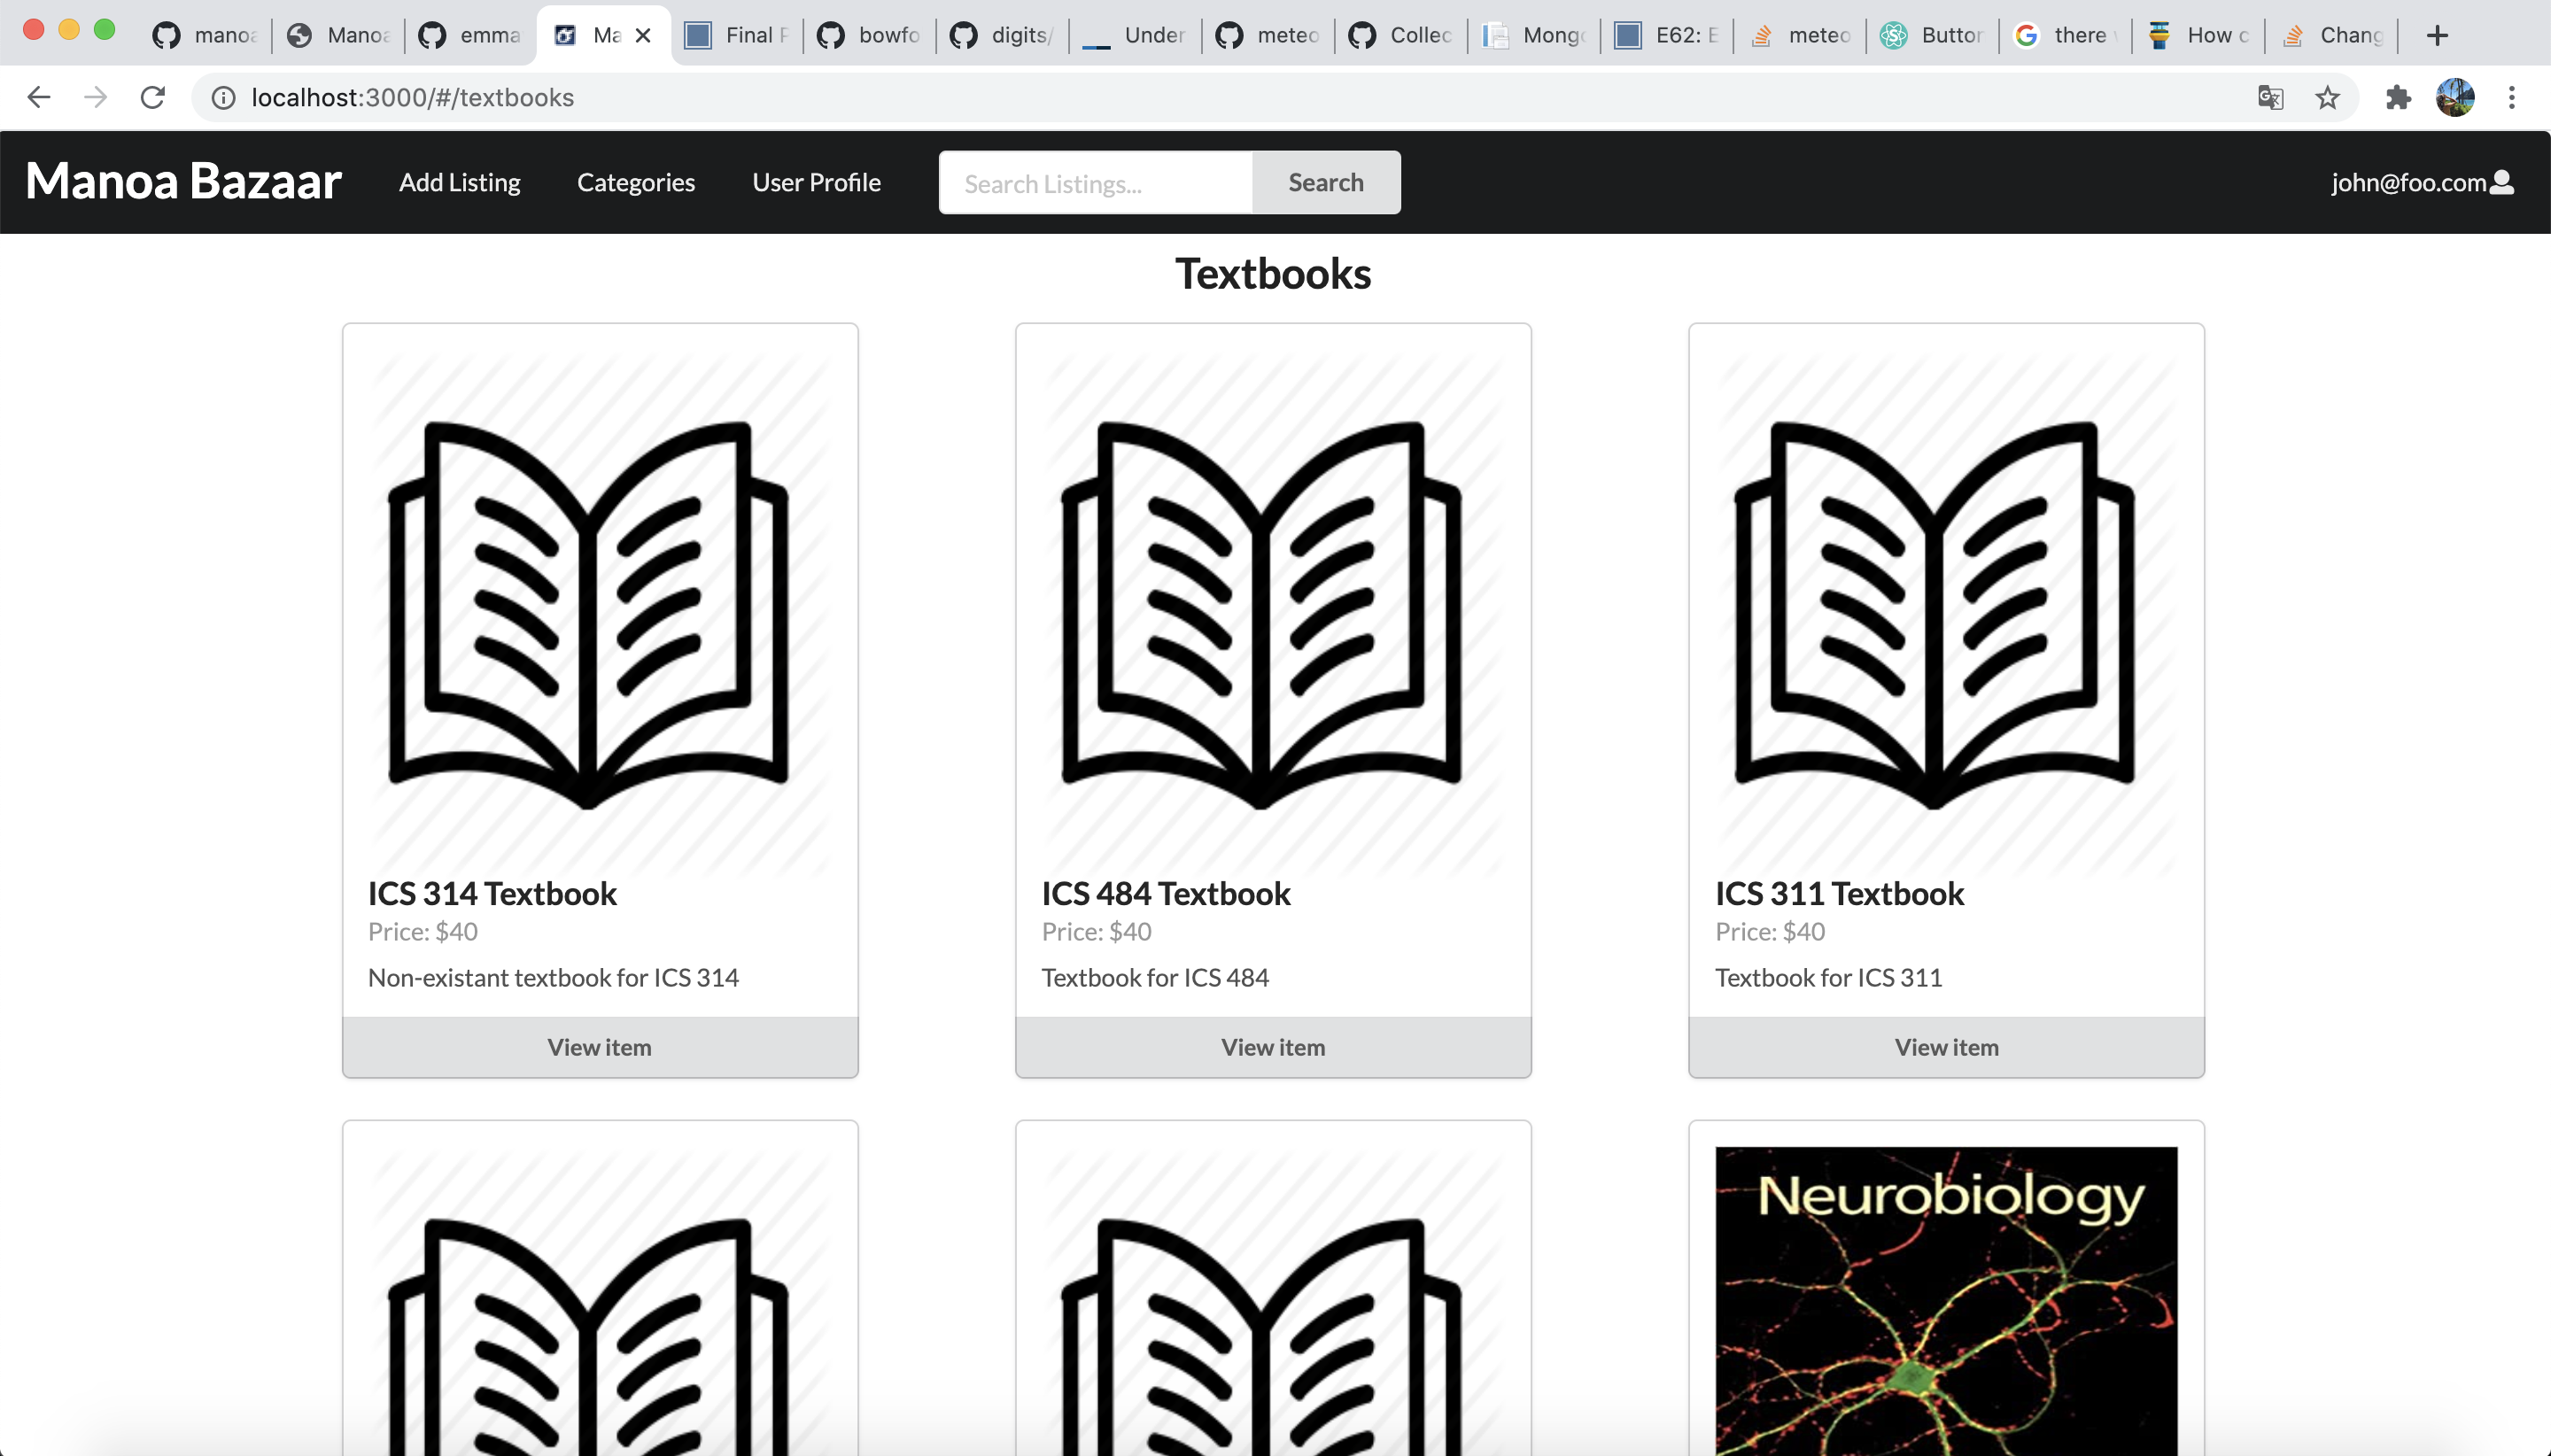 manoa Manoa emma Ma Final bowfo digits/ Under meteo Collec Mongo E62: E meteo Button there How c Chang
localhost:3000/#/textbooks
Manoa Bazaar Add Listing Categories User Profile Search Listings... Search john@foo.com
Textbooks
ICS 314 Textbook
Price: $40
Non-existant textbook for ICS 314
View item
ICS 484 Textbook
Price: $40
Textbook for ICS 484
View item
ICS 311 Textbook
Price: $40
Textbook for ICS 311
View item
Neurobiology